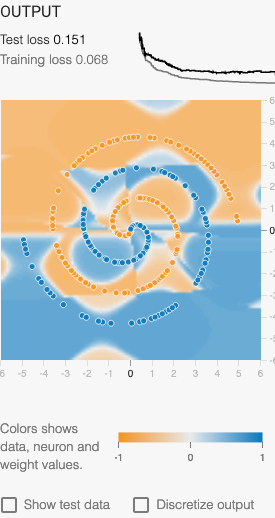 OUTPUT
Test loss 0.151
Training loss 0.068
6
5
4
3
2
1
0
-1
-2
-3
-4
-5
-6
6 -5 -4 -3 -2 -1 0 1 2 3 4 5 6
Colors shows
data, neuron and
weight values.
-1 0 1
Show test data Discretize output